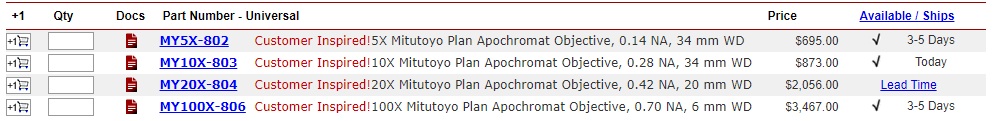 +1 Qty Docs Part Number - Universal Price Available / Ships
+1 MY5X-802 Customer Inspired!5X Mitutoyo Plan Apochromat Objective, 0.14 NA, 34 mm WD $695.00 3-5 Days
+1 MY10X-803 Customer Inspired!10X Mitutoyo Plan Apochromat Objective, 0.28 NA, 34 mm WD $873.00 Today
+1 MY20X-804 Customer Inspired!20X Mitutoyo Plan Apochromat Objective, 0.42 NA, 20 mm WD $2,056.00 Lead Time
+1 MY100X-806 Customer Inspired!100X Mitutoyo Plan Apochromat Objective, 0.70 NA, 6 mm WD $3,467.00 3-5 Days